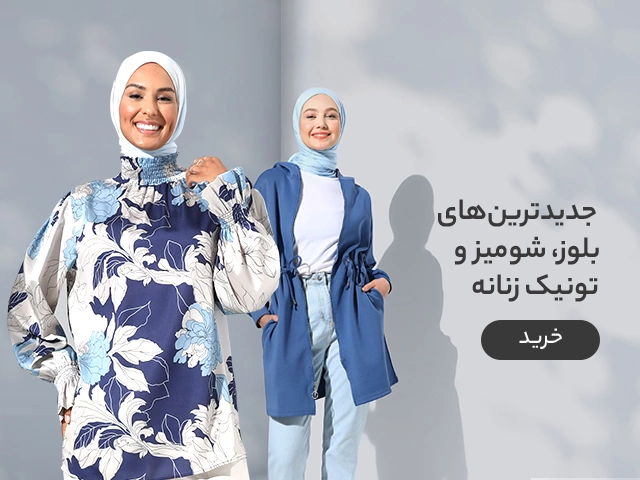 جدیدترین‌های
بلوز، شومیز و
تونیک زنانه
خرید